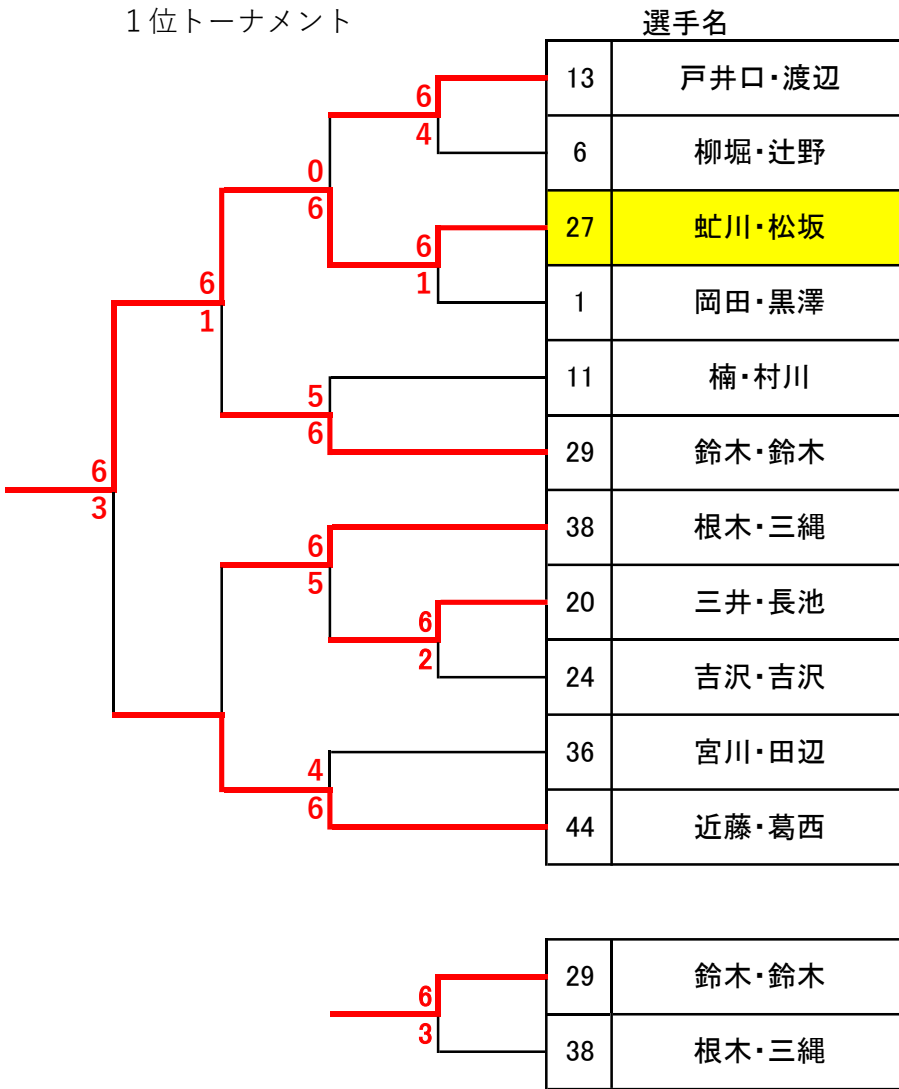 １位トーナメント 選手名
13 戸井口・渡辺
6
4
6 柳堀・辻野
0
6
27 虻川・松坂
6
1
1 岡田・黒澤
6
1
11 楠・村川
5
6
29 鈴木・鈴木
6
3
38 根木・三縄
6
5
20 三井・長池
6
2
24 吉沢・吉沢
36 宮川・田辺
4
6
44 近藤・葛西
29 鈴木・鈴木
6
3
38 根木・三縄